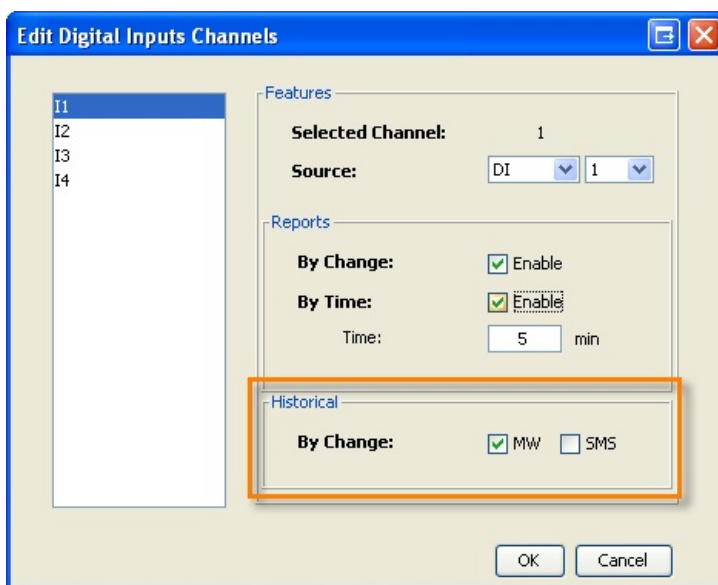 Edit Digital Inputs Channels
I1
I2
I3
I4
Features
Selected Channel: 1
Source: DI 1
Reports
By Change: Enable
By Time: Enable
Time: 5 min
Historical
By Change: MW SMS
OK Cancel